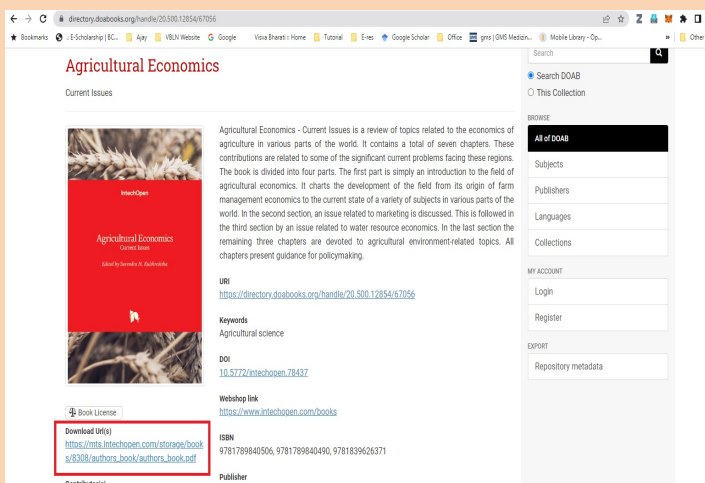 directory.doabooks.org/handle/20.500.12854/67056
Bookmarks
: E-Scholarship | BC...
Ajay
VBLN Website
Google
Visva Bharati :: Home
Tutorial
E-res
Google Scholar
Office
gms | GMS Medizin...
Mobile Library - Op...
»
Other
Agricultural Economics
Current Issues
IntechOpen
Agricultural Economics
Current Issues
Book License
Download Url(s)
https://mts.intechopen.com/storage/book
s/8308/authors_book/authors_book.pdf
Agricultural Economics - Current Issues is a review of topics related to the economics of
agriculture in various parts of the world. It contains a total of seven chapters. These
contributions are related to some of the significant current problems facing these regions.
The book is divided into four parts. The first part is simply an introduction to the field of
agricultural economics. It charts the development of the field from its origin of farm
management economics to the current state of a variety of subjects in various parts of the
world. In the second section, an issue related to marketing is discussed. This is followed in
the third section by an issue related to water resource economics. In the last section the
remaining three chapters are devoted to agricultural environment-related topics. All
chapters present guidance for policymaking.
URI
https://directory.doabooks.org/handle/20.500.12854/67056
Keywords
Agricultural science
DOI
10.5772/intechopen.78437
Webshop link
https://www.intechopen.com/books
ISBN
9781789840506, 9781789840490, 9781839626371
Publisher
Search
Search DOAB
This Collection
BROWSE
All of DOAB
Subjects
Publishers
Languages
Collections
MY ACCOUNT
Login
Register
EXPORT
Repository metadata